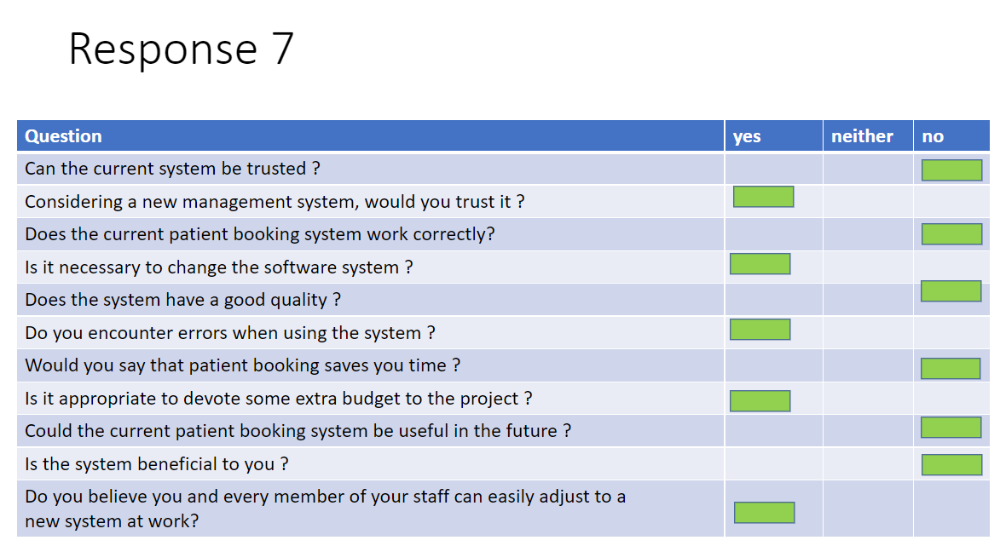 Response 7
Question yes neither no
Can the current system be trusted ?
Considering a new management system, would you trust it ?
Does the current patient booking system work correctly?
Is it necessary to change the software system ?
Does the system have a good quality ?
Do you encounter errors when using the system ?
Would you say that patient booking saves you time ?
Is it appropriate to devote some extra budget to the project ?
Could the current patient booking system be useful in the future ?
Is the system beneficial to you ?
Do you believe you and every member of your staff can easily adjust to a
new system at work?